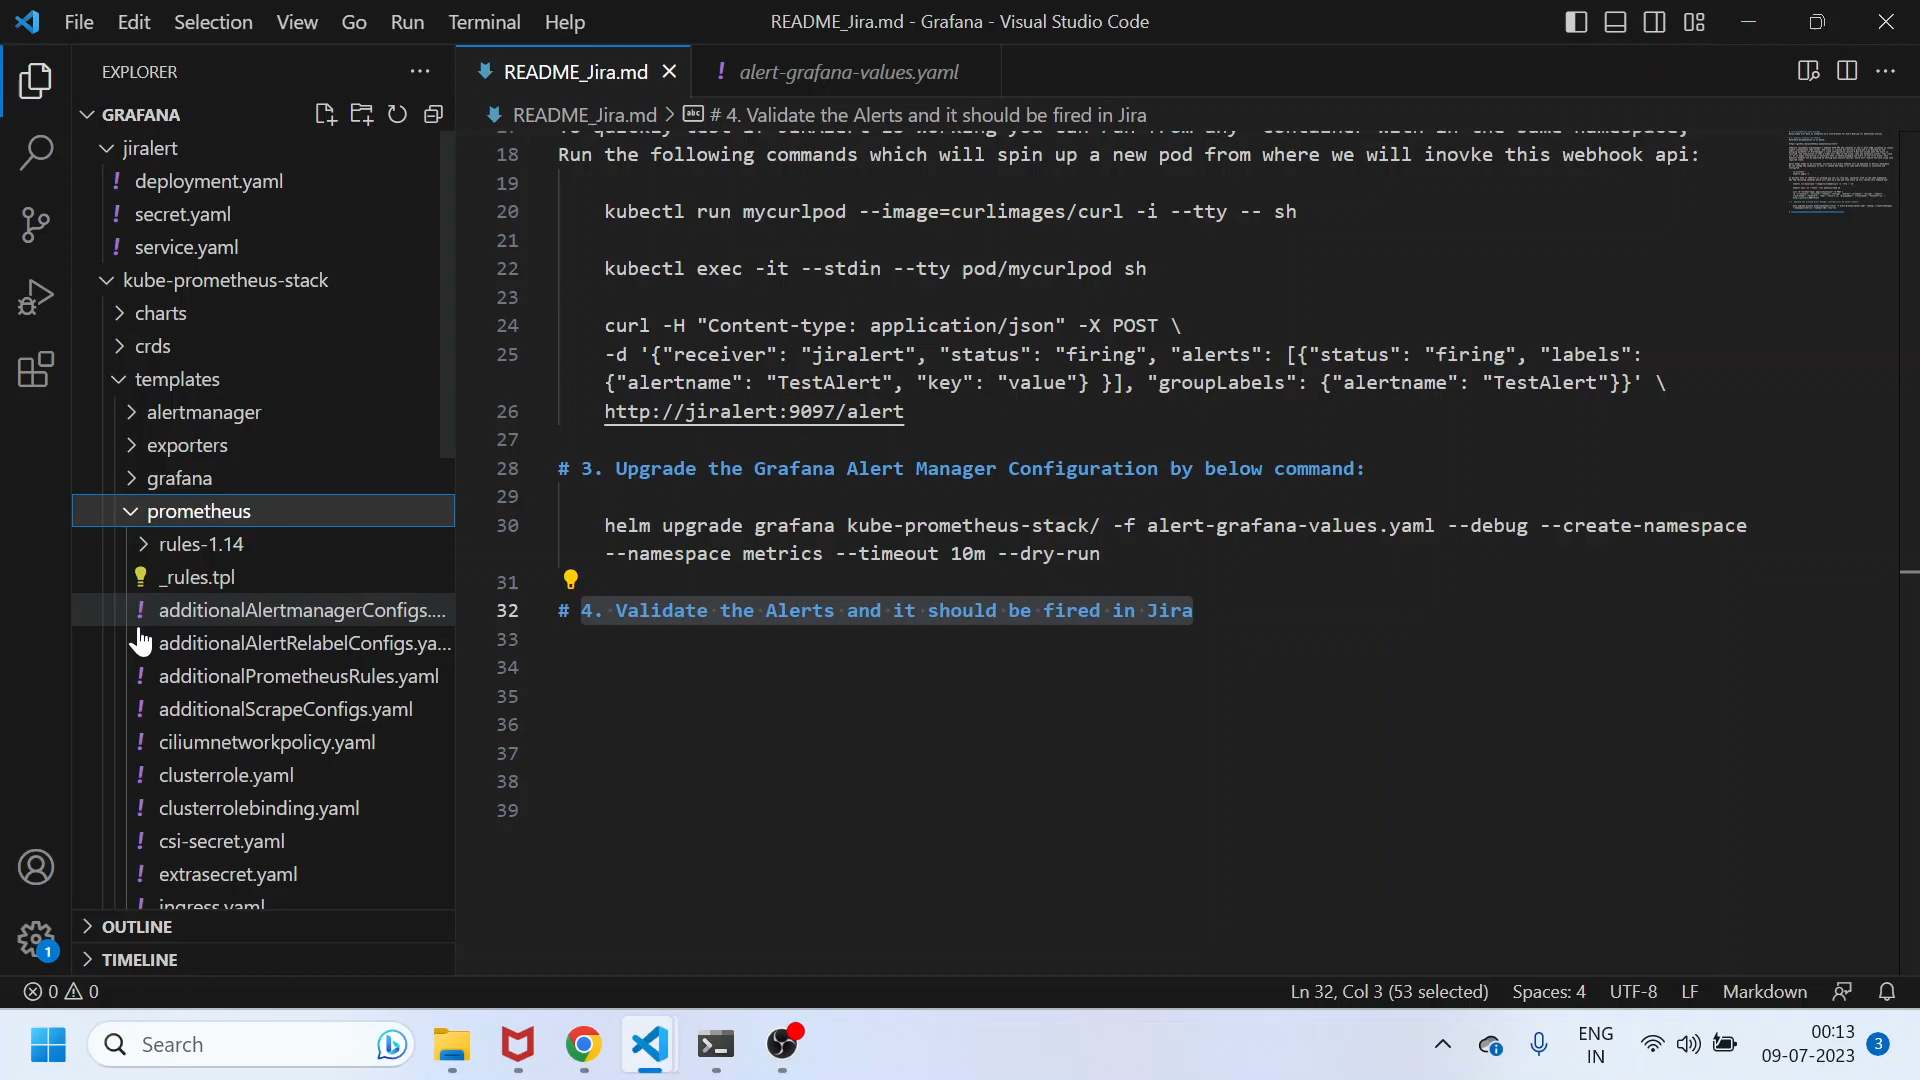 File Edit Selection View Go Run Terminal Help
README_Jira.md - Grafana - Visual Studio Code
EXPLORER
GRAFANA
jiralert
deployment.yaml
secret.yaml
service.yaml
kube-prometheus-stack
charts
crds
templates
alertmanager
exporters
grafana
prometheus
rules-1.14
_rules.tpl
additionalAlertmanagerConfigs....
additionalAlertRelabelConfigs.ya...
additionalPrometheusRules.yaml
additionalScrapeConfigs.yaml
ciliumnetworkpolicy.yaml
clusterrole.yaml
clusterrolebinding.yaml
csi-secret.yaml
extrasecret.yaml
ingress.yaml
OUTLINE
TIMELINE
README_Jira.md
alert-grafana-values.yaml
README_Jira.md > # 4. Validate the Alerts and it should be fired in Jira
18 Run the following commands which will spin up a new pod from where we will inovke this webhook api:
19
20 kubectl run mycurlpod --image=curlimages/curl -i --tty -- sh
21
22 kubectl exec -it --stdin --tty pod/mycurlpod sh
23
24 curl -H "Content-type: application/json" -X POST \
25 -d '{"receiver": "jiralert", "status": "firing", "alerts": [{"status": "firing", "labels":
{"alertname": "TestAlert", "key": "value"} }], "groupLabels": {"alertname": "TestAlert"}}' \
26 http://jiralert:9097/alert
27
28 # 3. Upgrade the Grafana Alert Manager Configuration by below command:
29
30 helm upgrade grafana kube-prometheus-stack/ -f alert-grafana-values.yaml --debug --create-namespace
--namespace metrics --timeout 10m --dry-run
31
32 # 4. Validate the Alerts and it should be fired in Jira
33
34
35
36
37
38
39
1
0 0
Ln 32, Col 3 (53 selected) Spaces: 4 UTF-8 LF Markdown
Search
ENG
IN
00:13
09-07-2023
3